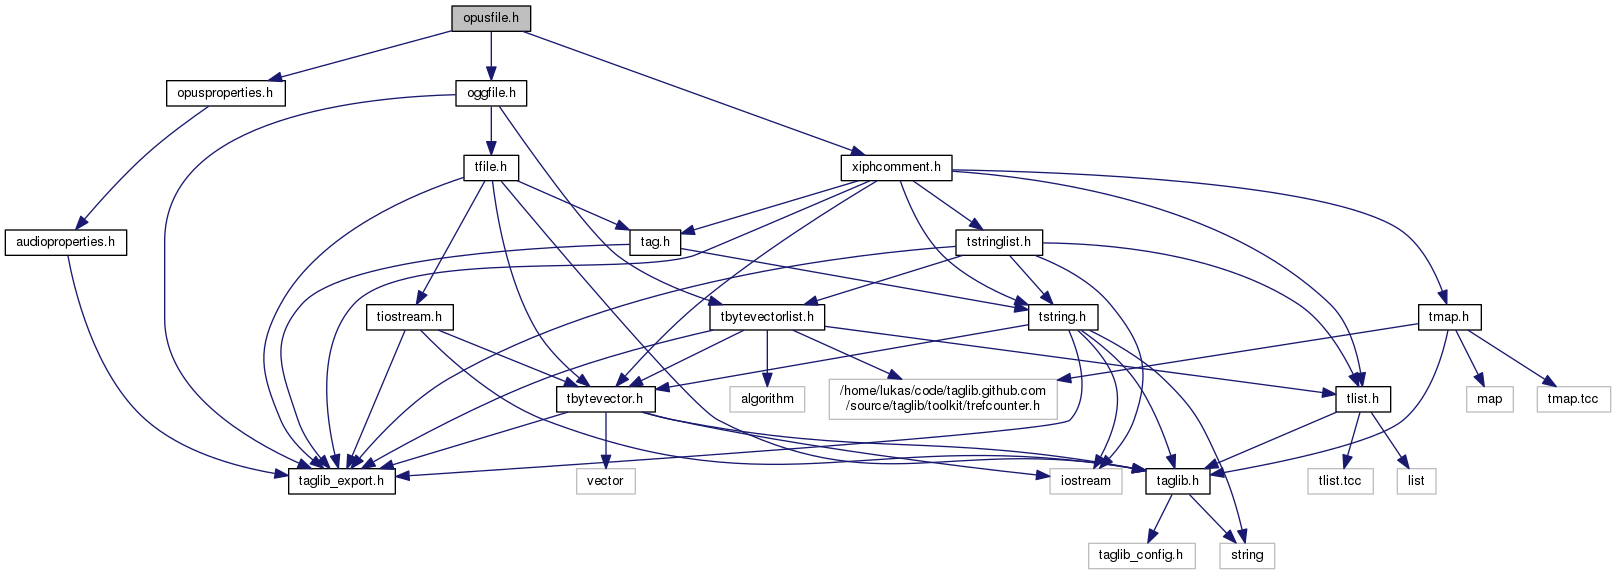 opusfile.h
opusproperties.h
oggfile.h
tfile.h
xiphcomment.h
audioproperties.h
tag.h
tstringlist.h
tiostream.h
tbytevectorlist.h
tstring.h
tmap.h
tbytevector.h
algorithm
/home/lukas/code/taglib.github.com
/source/taglib/toolkit/trefcounter.h
tlist.h
map
tmap.tcc
taglib_export.h
vector
iostream
taglib.h
tlist.tcc
list
taglib_config.h
string